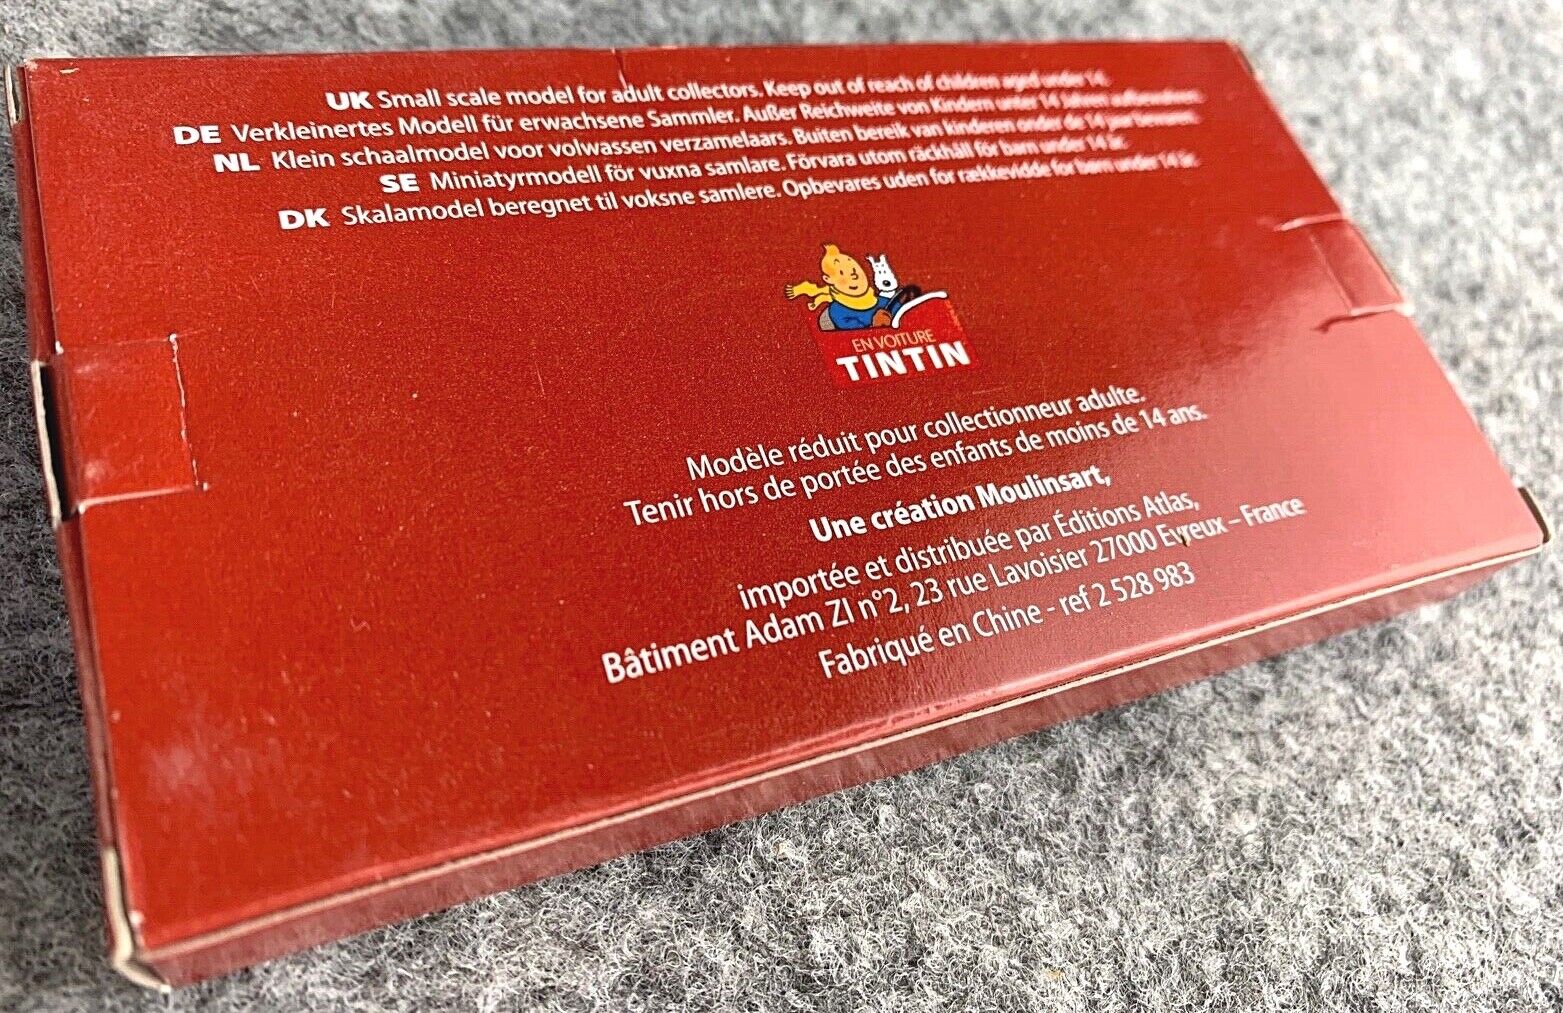 UK Small scale model for adult collectors. Keep out of reach of children aged under 14.
DE Verkleinertes Modell für erwachsene Sammler. Außer Reichweite von Kindern unter 14 Jahren aufbewahren.
NL Klein schaalmodel voor volwassen verzamelaars. Buiten bereik van kinderen onder de 14 jaar bewaren.
SE Miniatyrmodell för vuxna samlare. Förvara utom räckhåll för barn under 14 år.
DK Skalamodel beregnet til voksne samlere. Opbevares uden for rækkevidde for børn under 14 år.
EN VOITURE
TINTIN
Modèle réduit pour collectionneur adulte.
Tenir hors de portée des enfants de moins de 14 ans.
Une création Moulinsart,
importée et distribuée par Éditions Atlas,
Bâtiment Adam ZI n°2, 23 rue Lavoisier 27000 Evreux – France
Fabriqué en Chine - ref 2 528 983